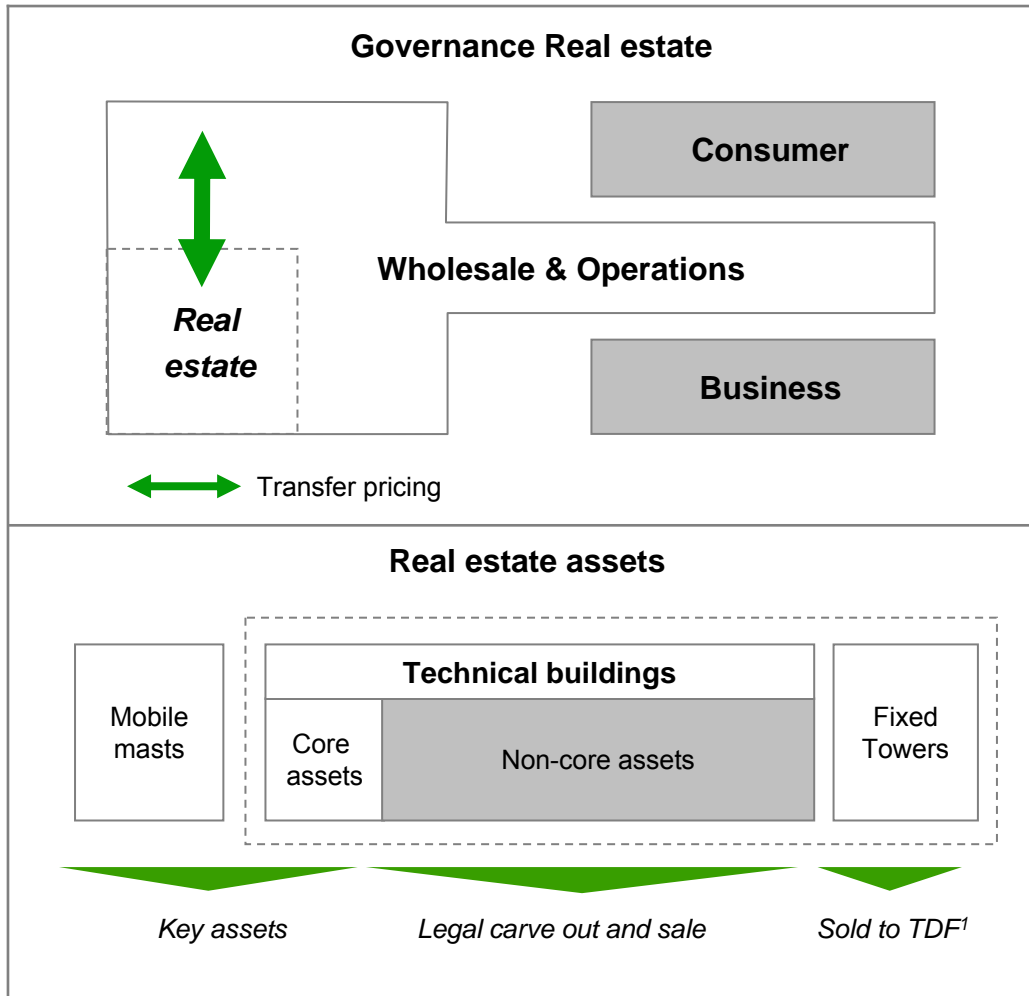 Governance Real estate
Consumer
Wholesale & Operations
Real
estate
Business
Transfer pricing
Real estate assets
Technical buildings
Mobile
masts
Core
assets
Non-core assets
Fixed
Towers
Key assets
Legal carve out and sale
Sold to TDF¹